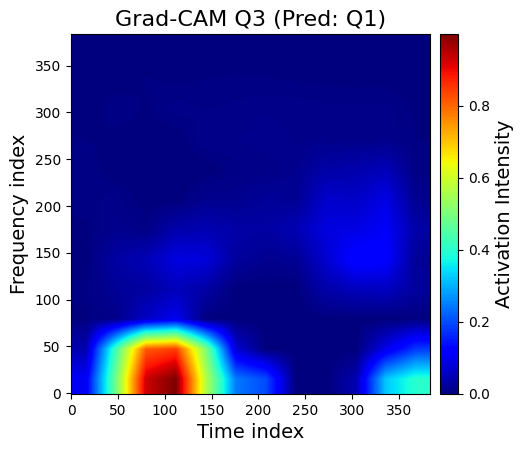 Grad-CAM Q3 (Pred: Q1)
Frequency index
350
300
250
200
150
100
50
0
0 50 100 150 200 250 300 350
Time index
0.8
0.6
0.4
0.2
0.0
Activation Intensity